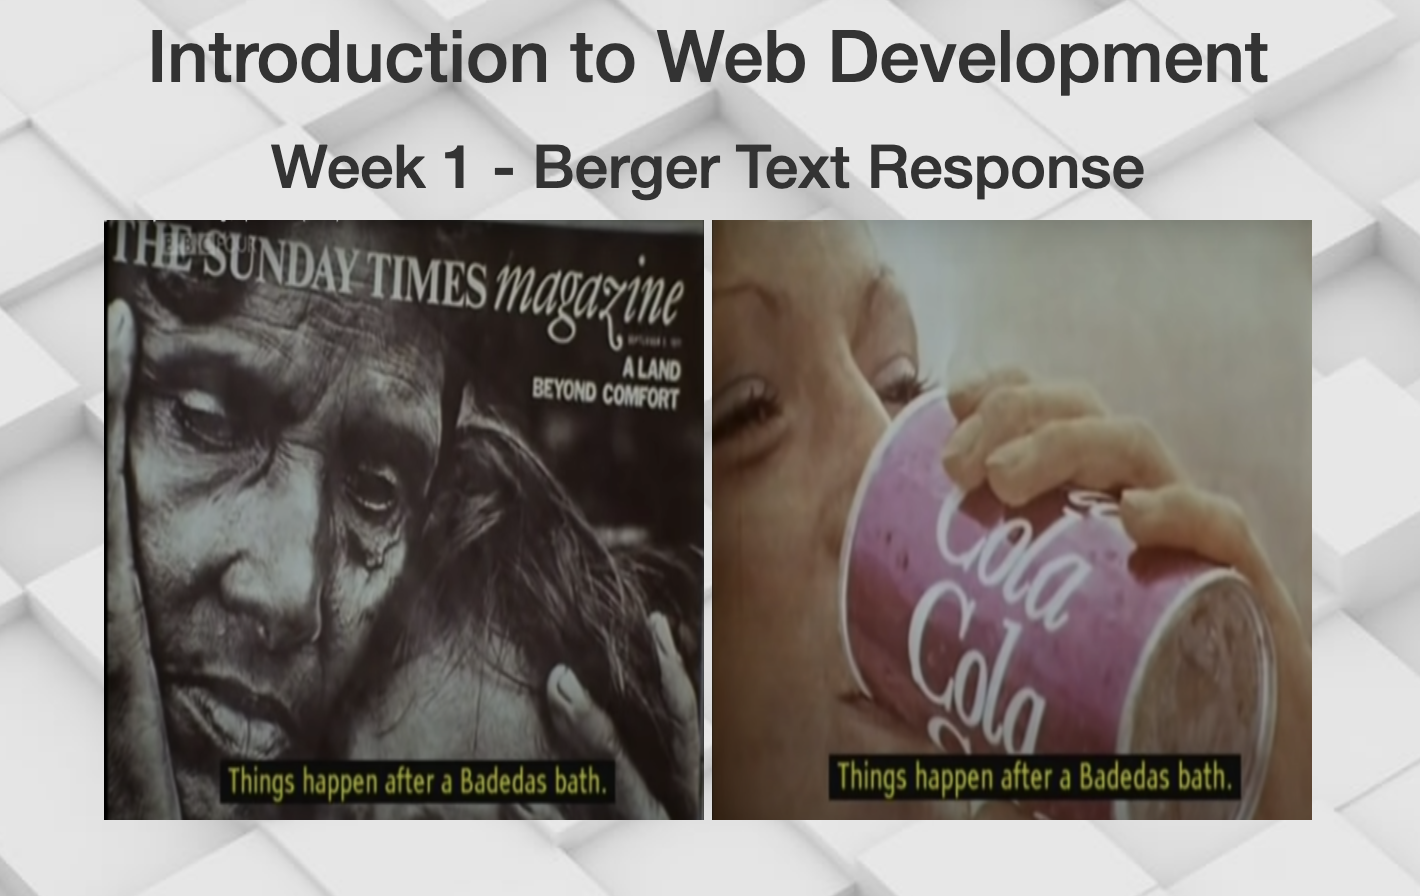 Introduction to Web Development
Week 1 - Berger Text Response
THE SUNDAY TIMES magazine
A LAND
BEYOND COMFORT
Things happen after a Badedas bath.
Cola
Cola
Things happen after a Badedas bath.